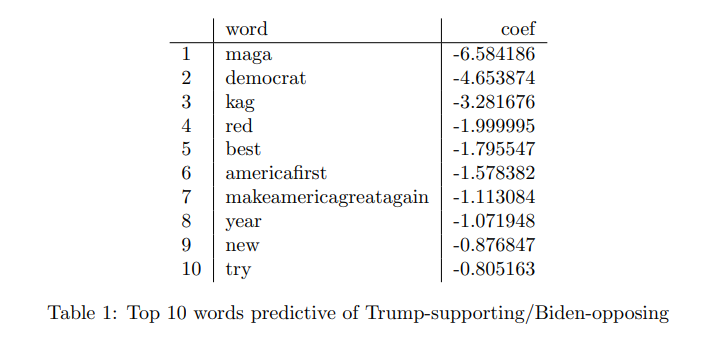 word coef
1 maga -6.584186
2 democrat -4.653874
3 kag -3.281676
4 red -1.999995
5 best -1.795547
6 americafirst -1.578382
7 makeamericagreatagain -1.113084
8 year -1.071948
9 new -0.876847
10 try -0.805163
Table 1: Top 10 words predictive of Trump-supporting/Biden-opposing